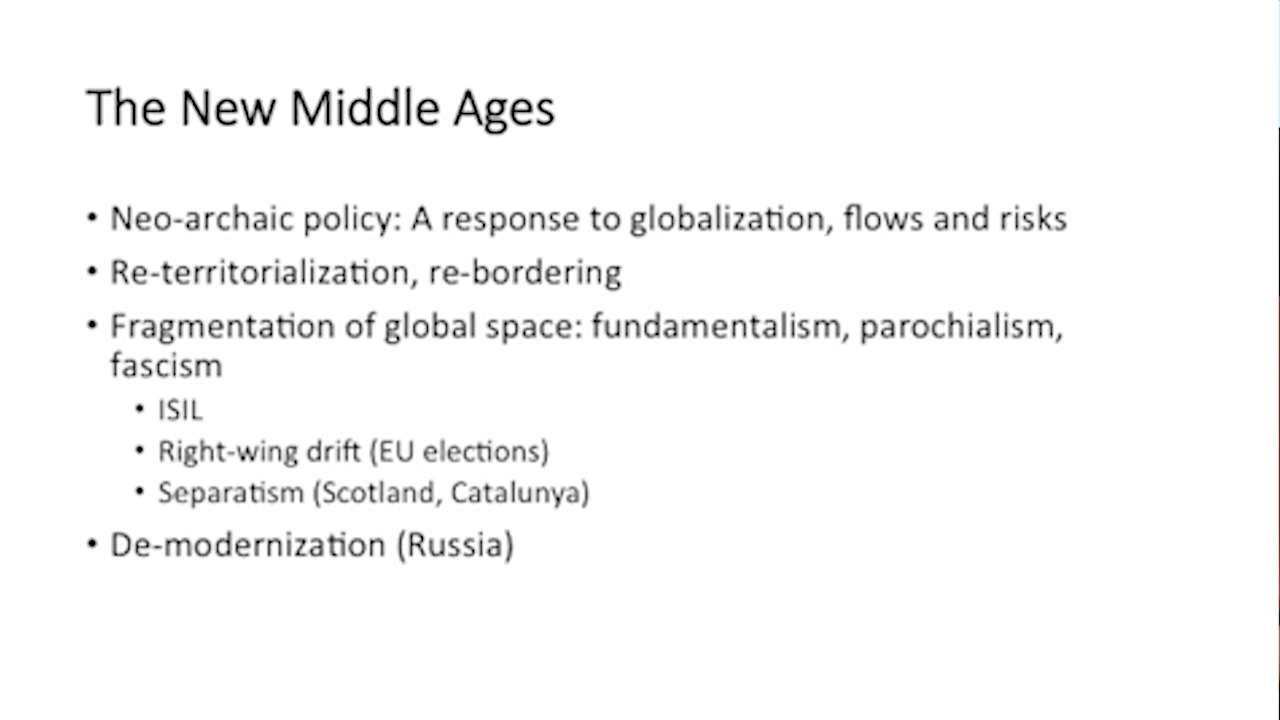 The New Middle Ages
• Neo-archaic policy: A response to globalization, flows and risks
• Re-territorialization, re-bordering
• Fragmentation of global space: fundamentalism, parochialism,
fascism
• ISIL
• Right-wing drift (EU elections)
• Separatism (Scotland, Catalunya)
• De-modernization (Russia)